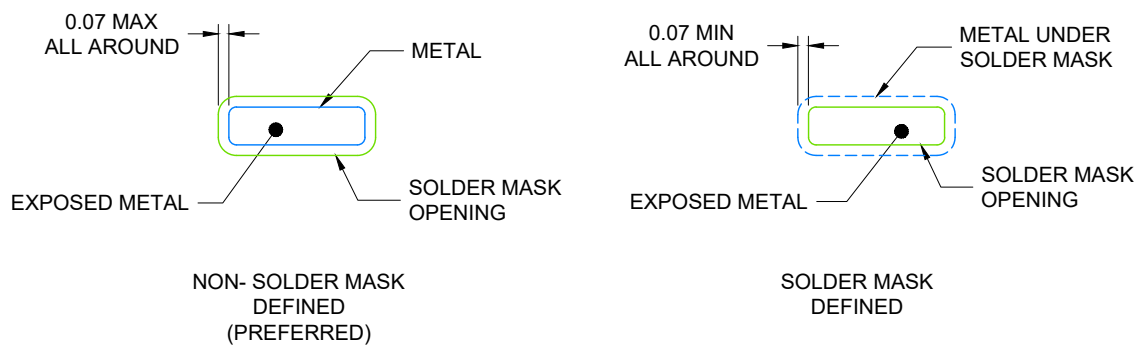 0.07 MAX
ALL AROUND
METAL
EXPOSED METAL
SOLDER MASK
OPENING
NON- SOLDER MASK
DEFINED
(PREFERRED)
0.07 MIN
ALL AROUND
METAL UNDER
SOLDER MASK
EXPOSED METAL
SOLDER MASK
OPENING
SOLDER MASK
DEFINED